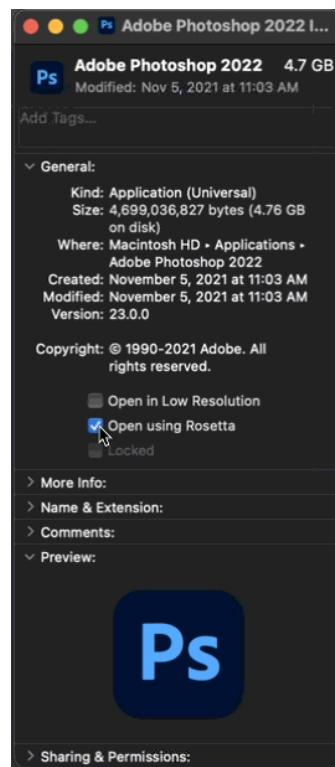 Ps Adobe Photoshop 2022 I...
Ps Adobe Photoshop 2022 4.7 GB
Modified: Nov 5, 2021 at 11:03 AM
Add Tags...
General:
Kind: Application (Universal)
Size: 4,699,036,827 bytes (4.76 GB
on disk)
Where: Macintosh HD ▸ Applications ▸
Adobe Photoshop 2022
Created: November 5, 2021 at 11:03 AM
Modified: November 5, 2021 at 11:03 AM
Version: 23.0.0
Copyright: © 1990-2021 Adobe. All
rights reserved.
Open in Low Resolution
Open using Rosetta
Locked
More Info:
Name & Extension:
Comments:
Preview:
Ps
Sharing & Permissions: